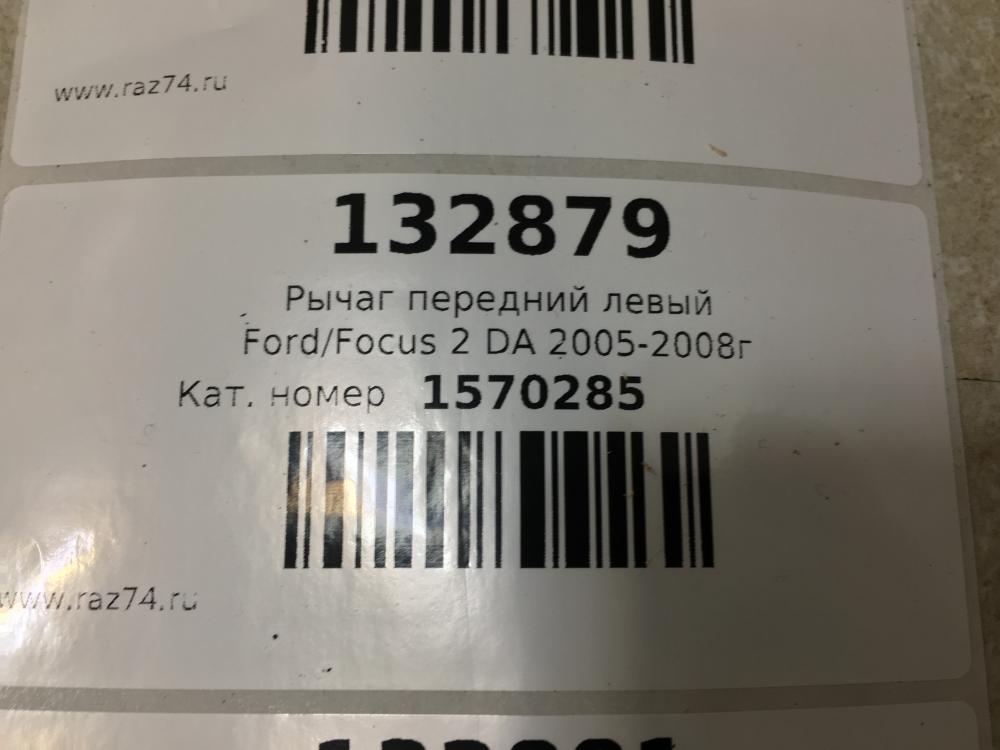 www.raz74.ru
132879
Рычаг передний левый
Ford/Focus 2 DA 2005-2008г
Кат. номер 1570285
www.raz74.ru